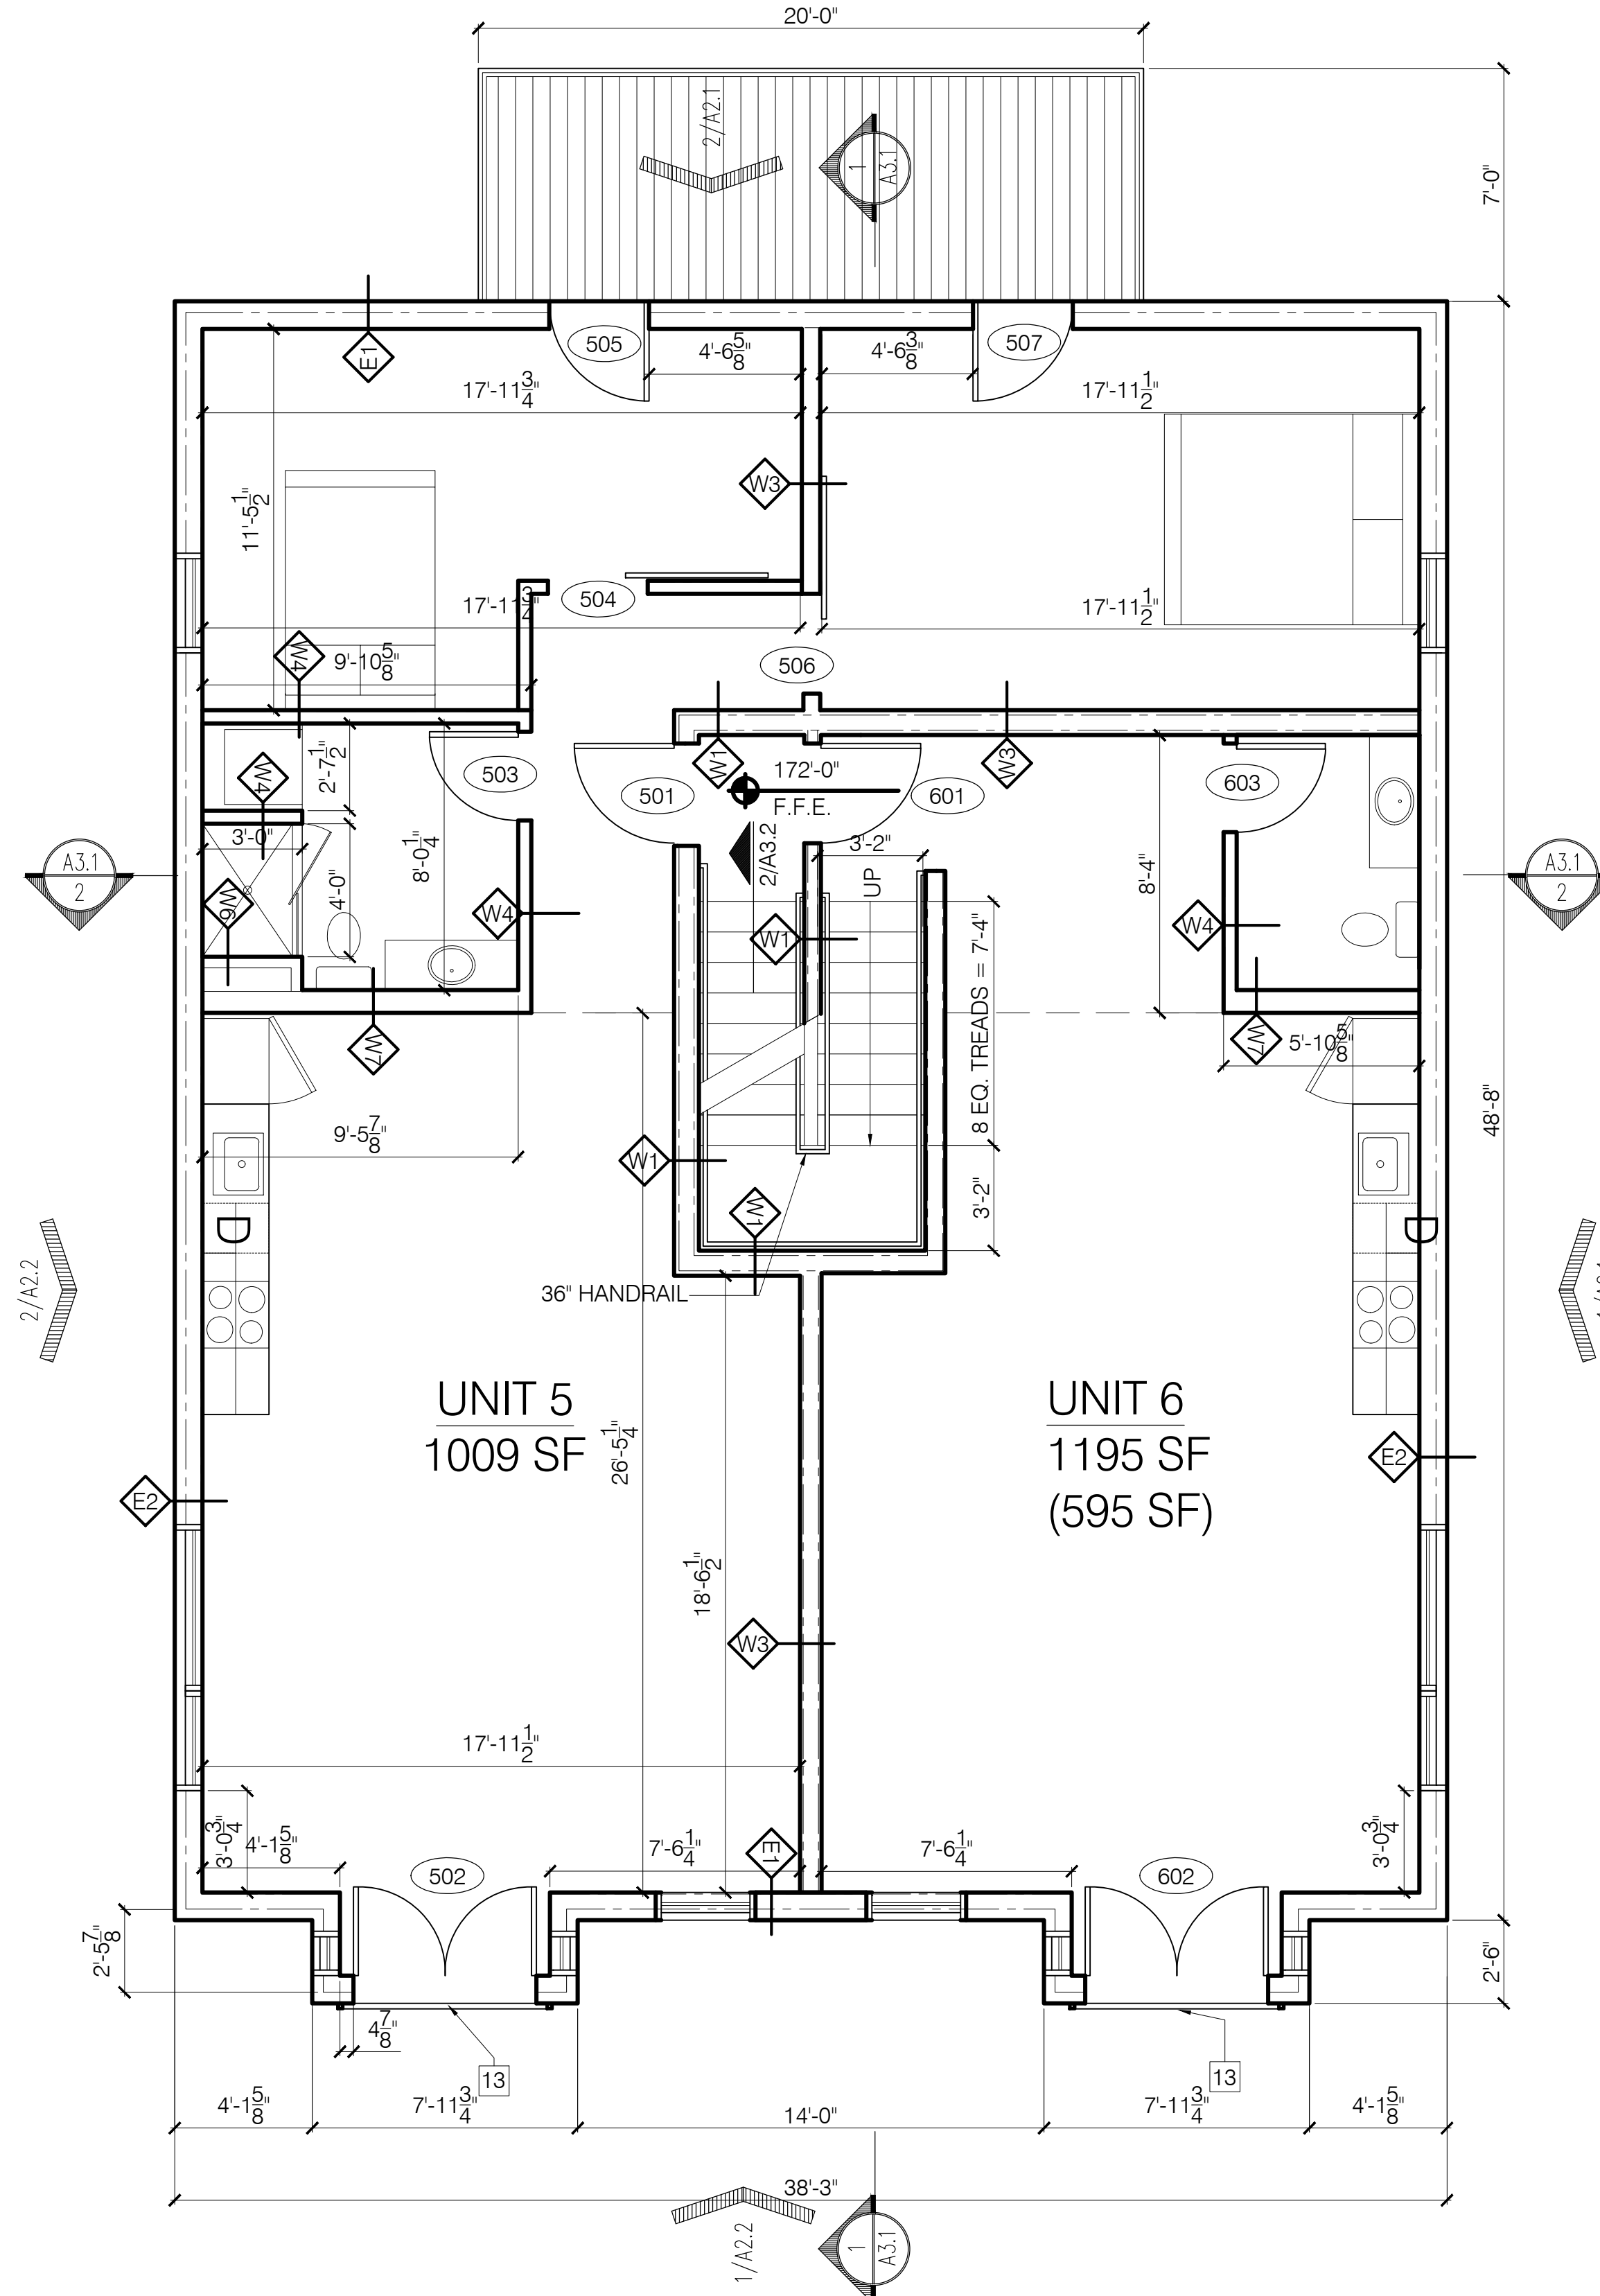 20'-0"
7'-0"
2/A2.1
1
A3.1
505
507
E1
4'-6 5/8"
4'-6 3/8"
17'-11 3/4"
17'-11 1/2"
W3
11'-5 1/2"
504
17'-11 3/4"
17'-11 1/2"
W4
9'-10 5/8"
506
503
501
W1
172'-0"
F.F.E.
601
W3
603
W4
2'-7 1/2"
3'-0"
4'-0"
8'-0 1/4"
2/A3.2
3'-2"
UP
8'-4"
A3.1
2
A3.1
2
W6
W4
W1
W4
8 EQ. TREADS = 7'-4"
W7
W7
5'-10 5/8"
48'-8"
9'-5 7/8"
W1
W1
3'-2"
2/A2.2
36" HANDRAIL
UNIT 5
1009 SF
26'-5 1/4"
UNIT 6
1195 SF
(595 SF)
E2
E2
18'-6 1/2"
W3
17'-11 1/2"
3'-0 3/4"
4'-1 5/8"
502
7'-6 1/4"
E1
7'-6 1/4"
602
3'-0 3/4"
2'-5 7/8"
2'-6"
4 7/8"
13
13
4'-1 5/8"
7'-11 3/4"
14'-0"
7'-11 3/4"
4'-1 5/8"
38'-3"
1/A2.2
1
A3.1